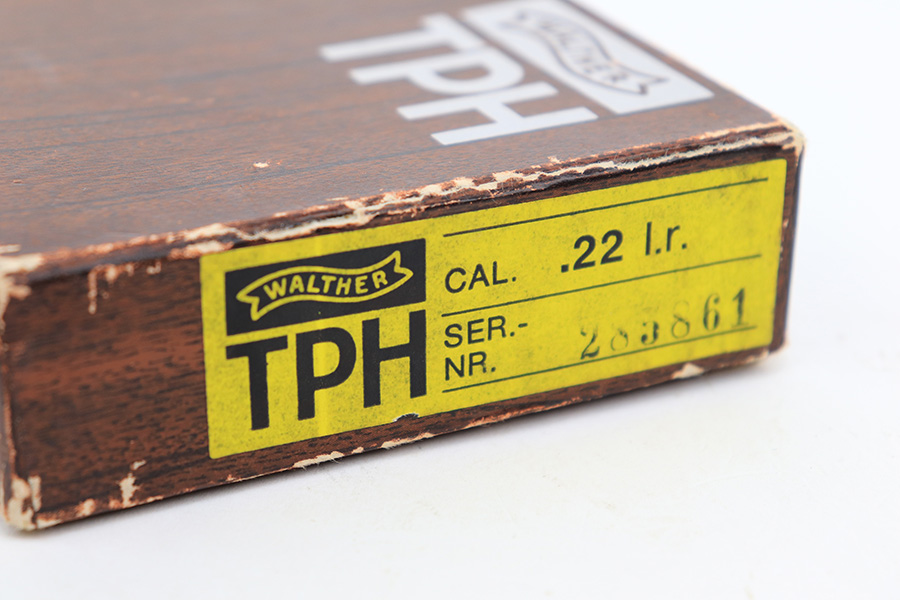 WALTHER
TPH
WALTHER
TPH
CAL. .22 l.r.
SER.-
NR. 283861